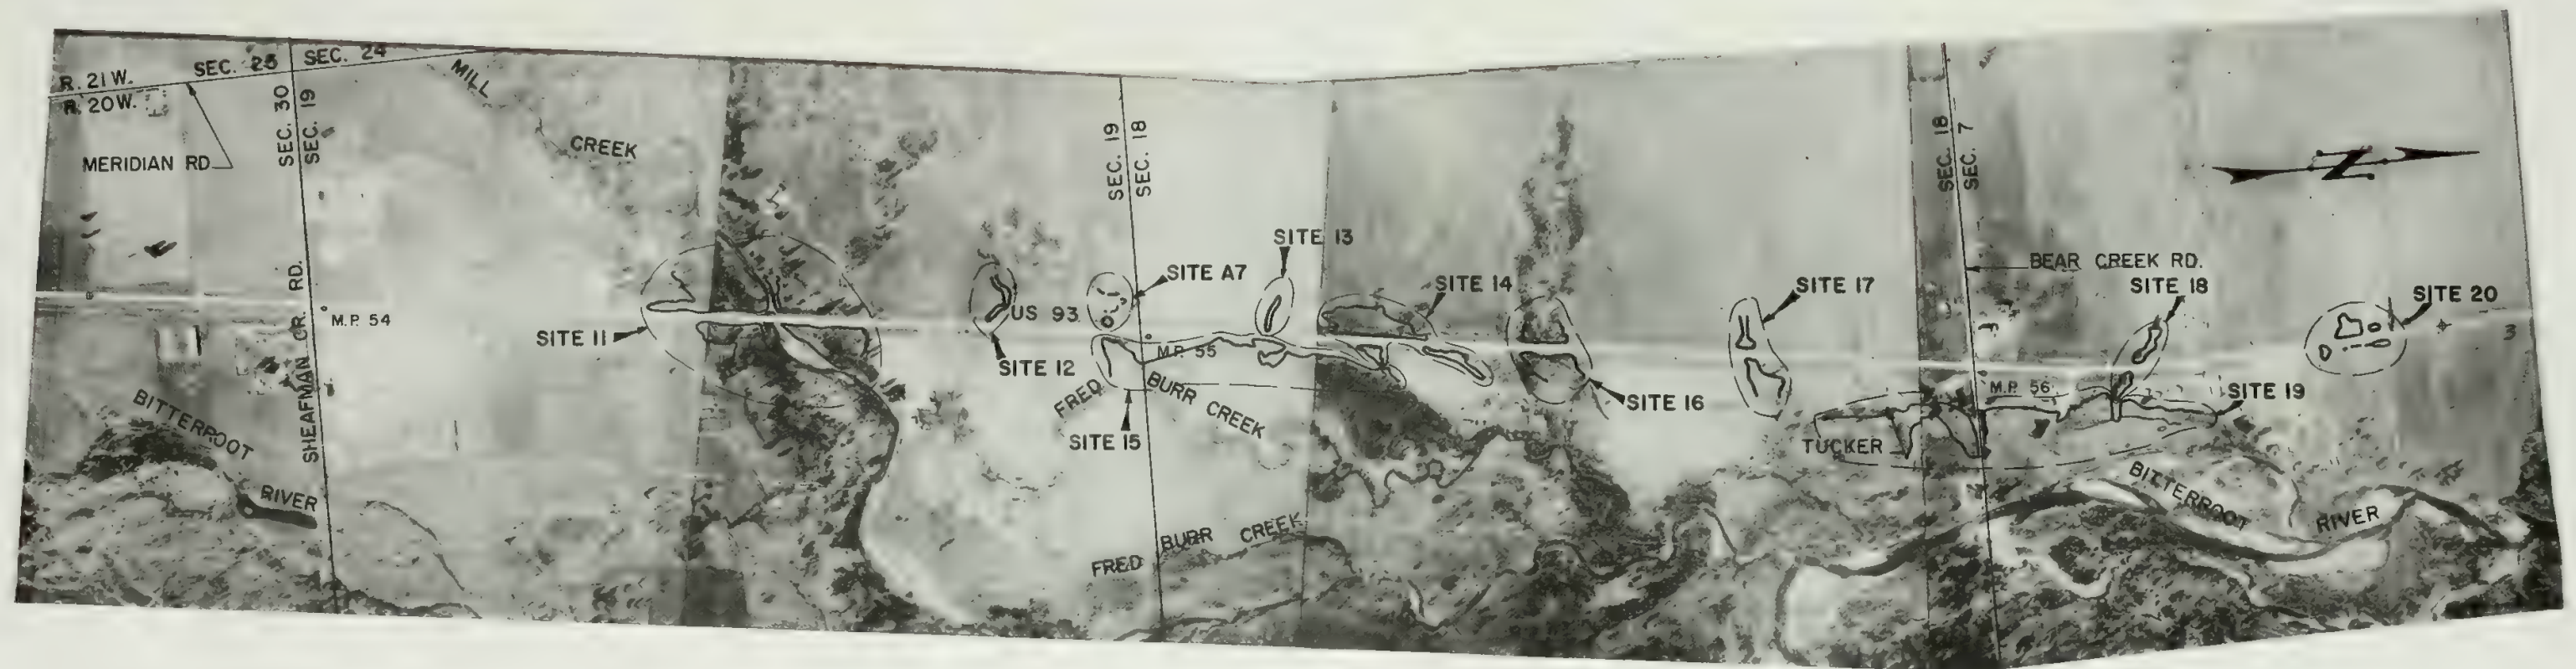 R. 21 W.
R. 20 W.
SEC. 25
SEC. 24
SEC. 30
SEC. 19
MERIDIAN RD.
MILL
CREEK
SHEAFMAN CR. RD.
M.P. 54
BITTERROOT
RIVER
SITE 11
SITE 12
US 93
SEC. 19
SEC. 18
SITE A7
SITE 13
SITE 14
M.P. 55
FRED
BURR CREEK
SITE 15
FRED BURR CREEK
SITE 16
SITE 17
SEC. 18
SEC. 7
BEAR CREEK RD.
SITE 18
SITE 20
M.P. 56
SITE 19
TUCKER
BITTERROOT
RIVER
Z
3